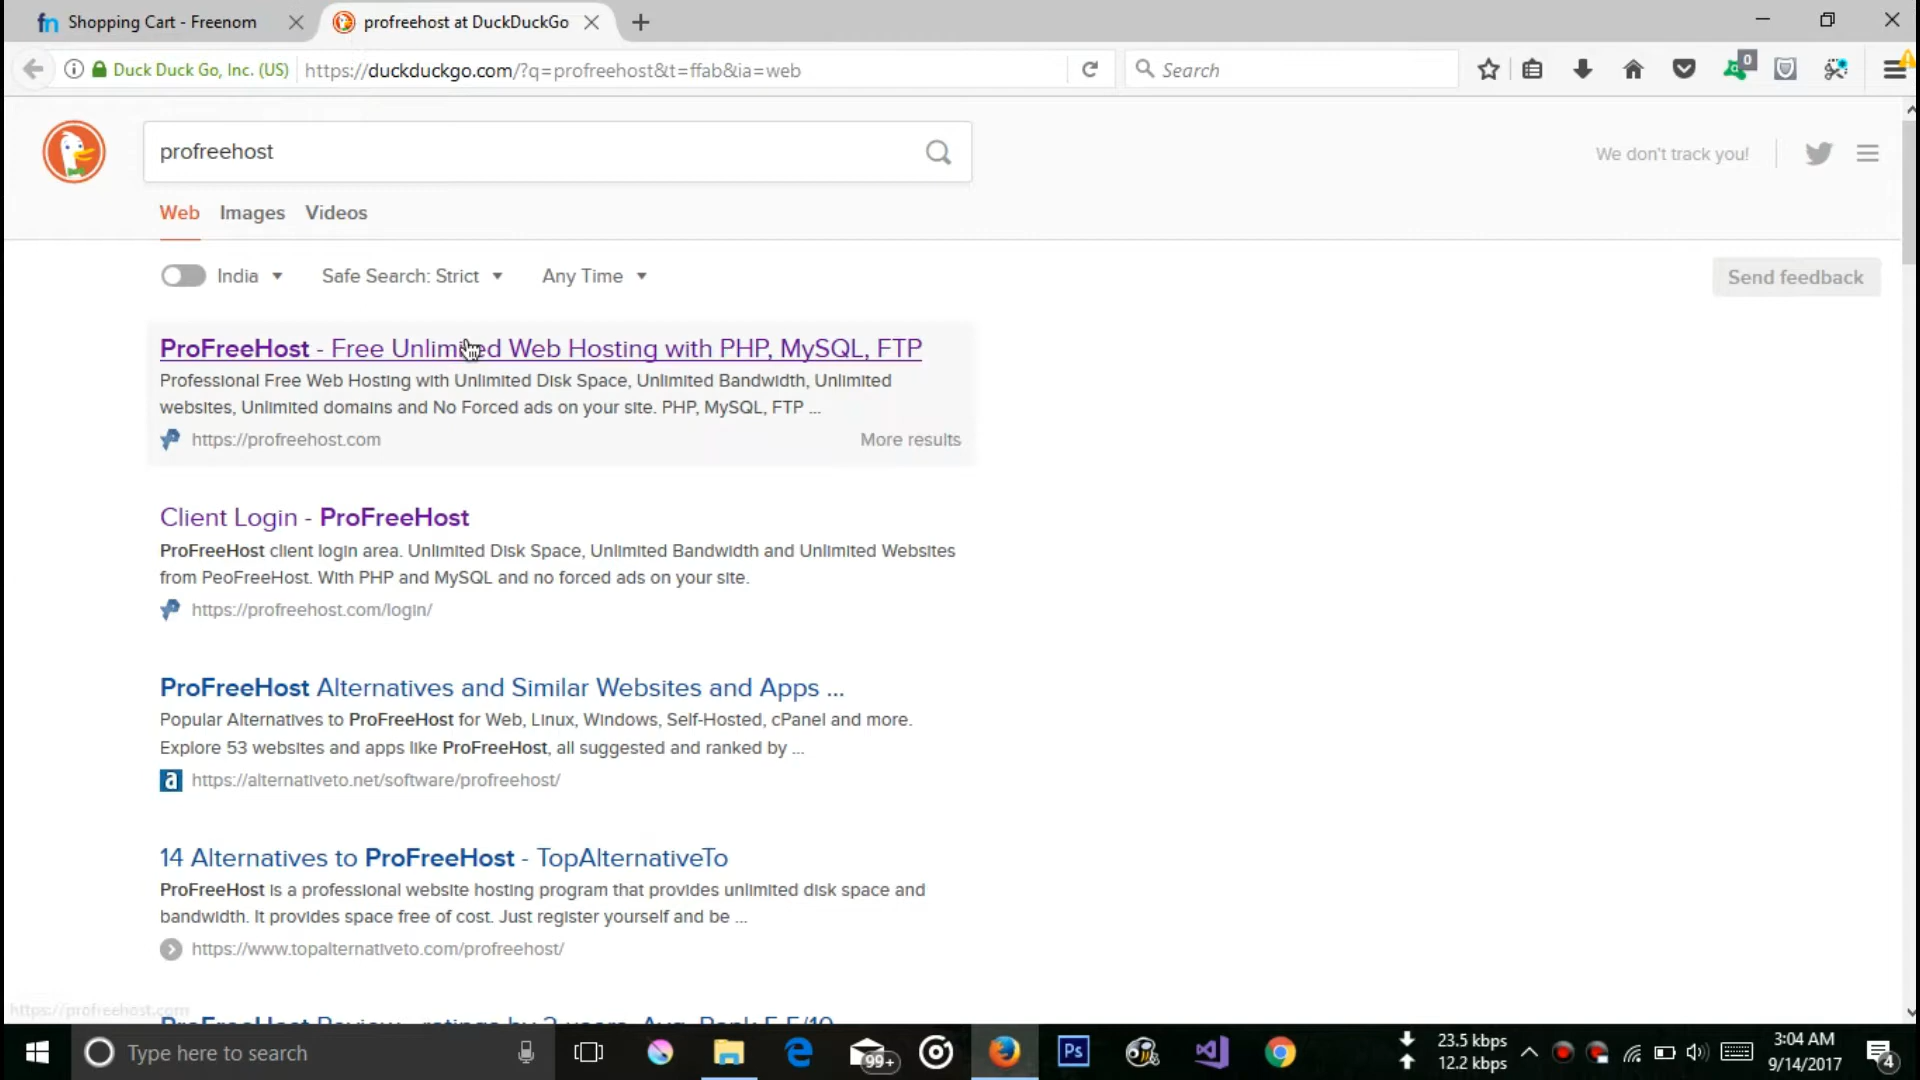 fn Shopping Cart - Freenom
profreehost at DuckDuckGo
Duck Duck Go, Inc. (US) https://duckduckgo.com/?q=profreehost&t=ffab&ia=web
Search
0
profreehost
We don't track you!
Web Images Videos
India Safe Search: Strict Any Time
Send feedback
ProFreeHost - Free Unlimited Web Hosting with PHP, MySQL, FTP
Professional Free Web Hosting with Unlimited Disk Space, Unlimited Bandwidth, Unlimited
websites, Unlimited domains and No Forced ads on your site. PHP, MySQL, FTP ...
https://profreehost.com More results
Client Login - ProFreeHost
ProFreeHost client login area. Unlimited Disk Space, Unlimited Bandwidth and Unlimited Websites
from PeoFreeHost. With PHP and MySQL and no forced ads on your site.
https://profreehost.com/login/
ProFreeHost Alternatives and Similar Websites and Apps ...
Popular Alternatives to ProFreeHost for Web, Linux, Windows, Self-Hosted, cPanel and more.
Explore 53 websites and apps like ProFreeHost, all suggested and ranked by ...
a https://alternativeto.net/software/profreehost/
14 Alternatives to ProFreeHost - TopAlternativeTo
ProFreeHost is a professional website hosting program that provides unlimited disk space and
bandwidth. It provides space free of cost. Just register yourself and be ...
https://www.topalternativeto.com/profreehost/
https://profreehost.com
ProFreeHost Review
Type here to search
99+
Ps
23.5 kbps
12.2 kbps
3:04 AM
9/14/2017
4